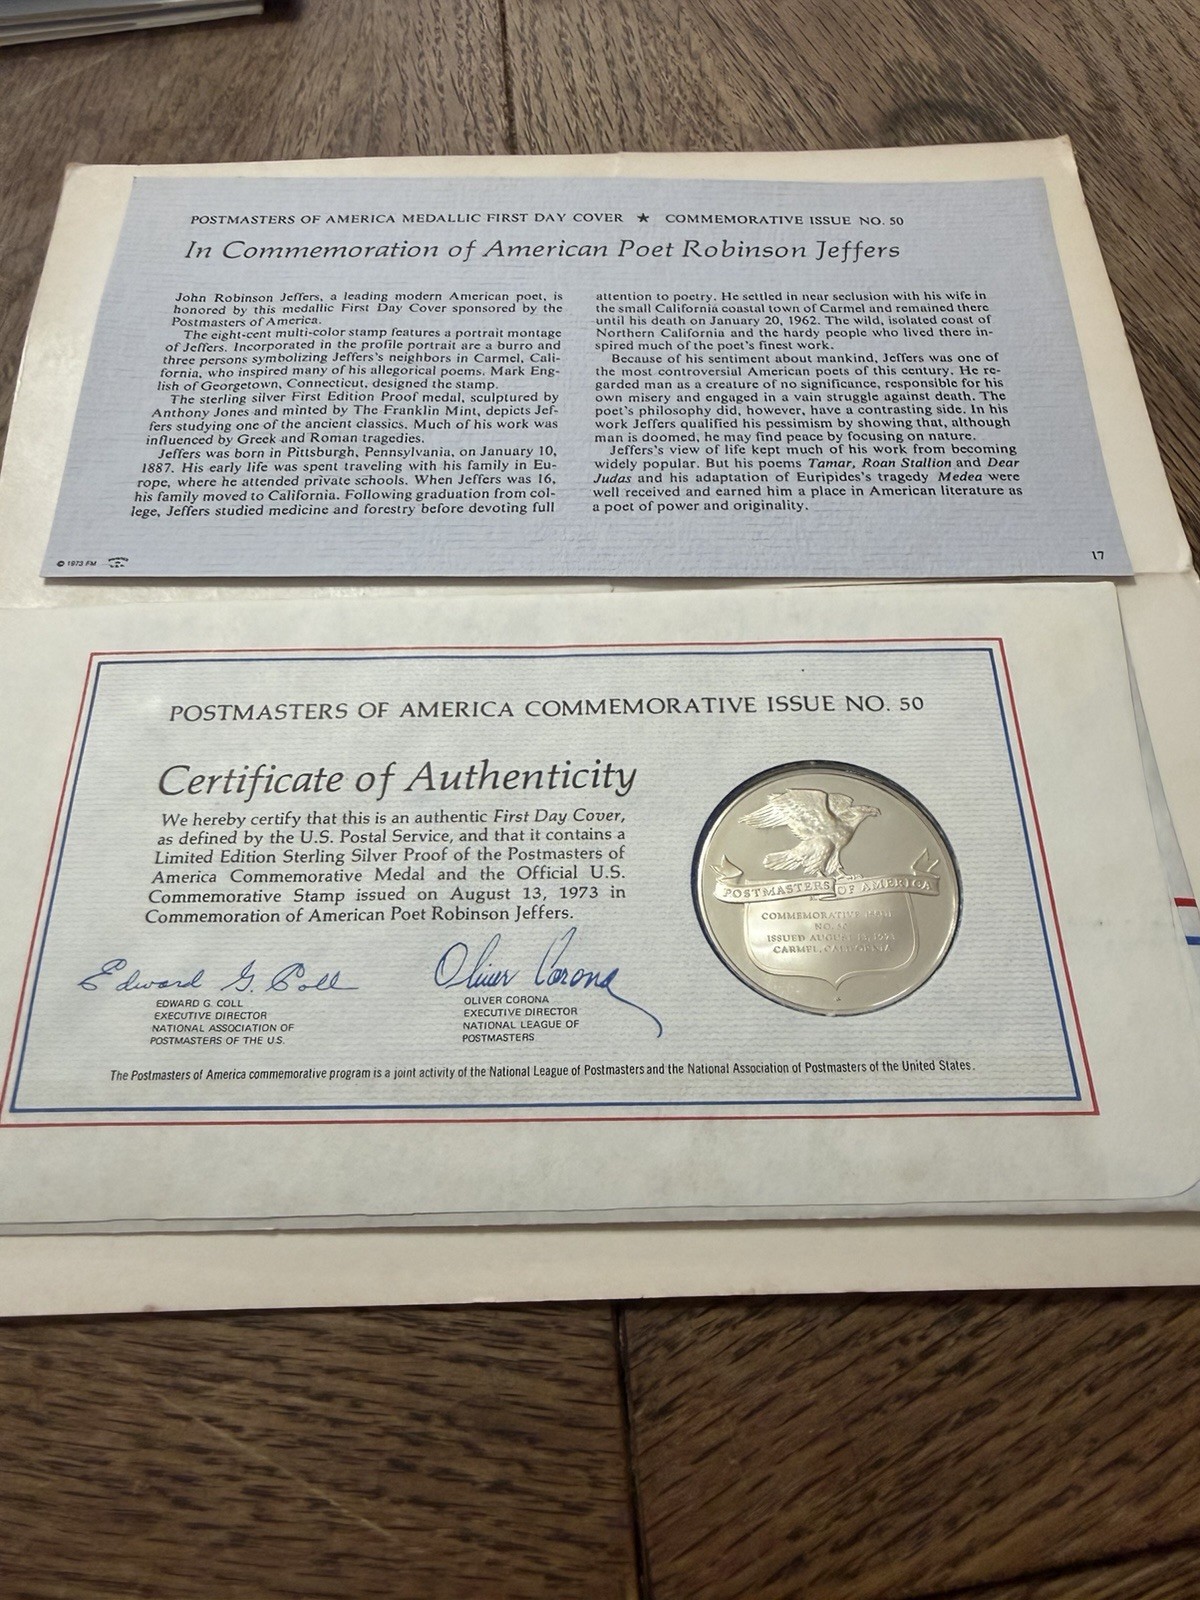 POSTMASTERS OF AMERICA MEDALLIC FIRST DAY COVER ★ COMMEMORATIVE ISSUE NO. 50
In Commemoration of American Poet Robinson Jeffers
John Robinson Jeffers, a leading modern American poet, is
honored by this medallic First Day Cover sponsored by the
Postmasters of America.
The eight-cent multi-color stamp features a portrait montage
of Jeffers. Incorporated in the profile portrait are a burro and
three persons symbolizing Jeffers's neighbors in Carmel, Cali-
fornia, who inspired many of his allegorical poems. Mark Eng-
lish of Georgetown, Connecticut, designed the stamp.
The sterling silver First Edition Proof medal, sculptured by
Anthony Jones and minted by The Franklin Mint, depicts Jef-
fers studying one of the ancient classics. Much of his work was
influenced by Greek and Roman tragedies.
Jeffers was born in Pittsburgh, Pennsylvania, on January 10,
1887. His early life was spent traveling with his family in Eu-
rope, where he attended private schools. When Jeffers was 16,
his family moved to California. Following graduation from col-
lege, Jeffers studied medicine and forestry before devoting full
attention to poetry. He settled in near seclusion with his wife in
the small California coastal town of Carmel and remained there
until his death on January 20, 1962. The wild, isolated coast of
Northern California and the hardy people who lived there in-
spired much of the poet's finest work.
Because of his sentiment about mankind, Jeffers was one of
the most controversial American poets of this century. He re-
garded man as a creature of no significance, responsible for his
own misery and engaged in a vain struggle against death. The
poet's philosophy did, however, have a contrasting side. In his
work Jeffers qualified his pessimism by showing that, although
man is doomed, he may find peace by focusing on nature.
Jeffers's view of life kept much of his work from becoming
widely popular. But his poems Tamar, Roan Stallion and Dear
Judas and his adaptation of Euripides's tragedy Medea were
well received and earned him a place in American literature as
a poet of power and originality.
© 1973 FM
17
POSTMASTERS OF AMERICA COMMEMORATIVE ISSUE NO. 50
Certificate of Authenticity
We hereby certify that this is an authentic First Day Cover,
as defined by the U.S. Postal Service, and that it contains a
Limited Edition Sterling Silver Proof of the Postmasters of
America Commemorative Medal and the Official U.S.
Commemorative Stamp issued on August 13, 1973 in
Commemoration of American Poet Robinson Jeffers.
Edward G. Coll
EDWARD G. COLL
EXECUTIVE DIRECTOR
NATIONAL ASSOCIATION OF
POSTMASTERS OF THE U.S.
Oliver Corona
OLIVER CORONA
EXECUTIVE DIRECTOR
NATIONAL LEAGUE OF
POSTMASTERS
POSTMASTERS OF AMERICA
COMMEMORATIVE
NO.
ISSUED AUGUST
CARMEL, CALIFORNIA
The Postmasters of America commemorative program is a joint activity of the National League of Postmasters and the National Association of Postmasters of the United States.